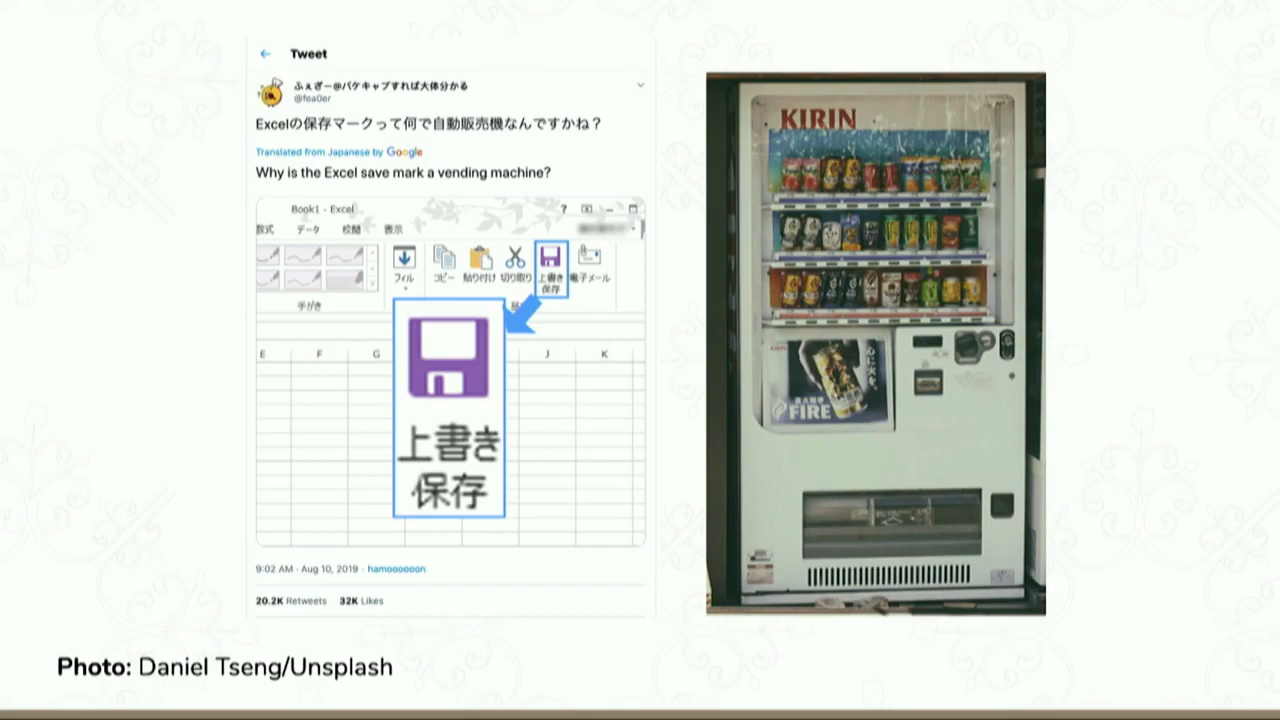 Tweet
ふぇぎー@パケキャプすれば大体分かる
@fea0er
Excelの保存マークって何で自動販売機なんですかね？
Translated from Japanese by Google
Why is the Excel save mark a vending machine?
Book1 - Excel
数式 データ 校閲 表示
フィル コピー 貼り付け 切り取り 上書き保存 電子メール
手がき
E F G J K
上書き
保存
9:02 AM · Aug 10, 2019 · hamoooooon
20.2K Retweets 32K Likes
KIRIN
心に火を。
FIRE
Photo: Daniel Tseng/Unsplash